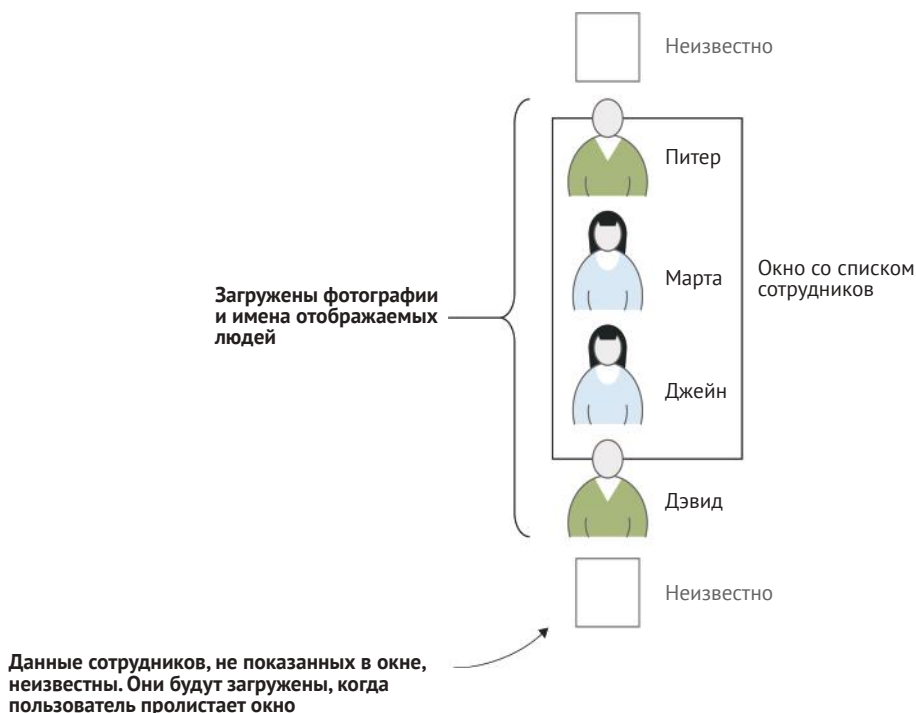 Неизвестно
Питер
Марта
Окно со списком
сотрудников
Загружены фотографии
и имена отображаемых
людей
Джейн
Дэвид
Неизвестно
Данные сотрудников, не показанных в окне,
неизвестны. Они будут загружены, когда
пользователь пролистает окно